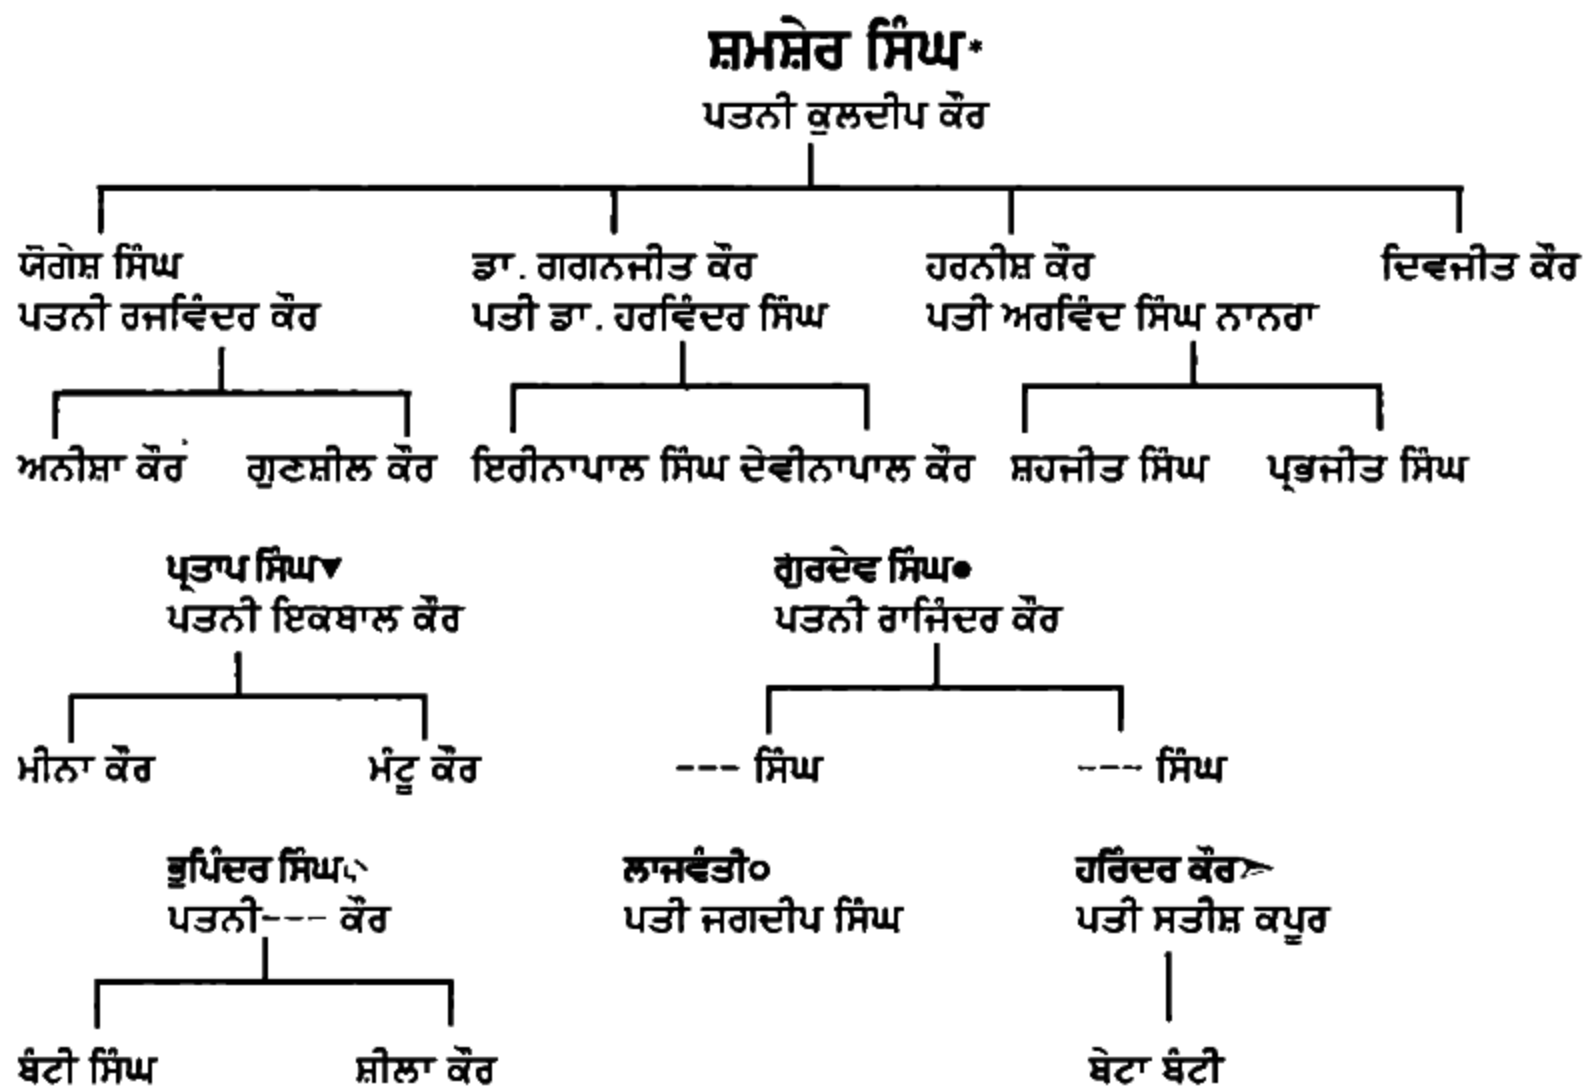 ਸ਼ਮਸ਼ੇਰ ਸਿੰਘ*
ਪਤਨੀ ਕੁਲਦੀਪ ਕੌਰ
ਯੋਗੇਸ਼ ਸਿੰਘ ਡਾ. ਗਗਨਜੀਤ ਕੌਰ ਹਰਨੀਸ਼ ਕੌਰ ਦਿਵਜੀਤ ਕੌਰ
ਪਤਨੀ ਰਜਵਿੰਦਰ ਕੌਰ ਪਤੀ ਡਾ. ਹਰਵਿੰਦਰ ਸਿੰਘ ਪਤੀ ਅਰਵਿੰਦ ਸਿੰਘ ਨਾਨਰਾ
ਅਨੀਸ਼ਾ ਕੌਰ ਗੁਣਸ਼ੀਲ ਕੌਰ ਇਰੀਨਾਪਾਲ ਸਿੰਘ ਦੇਵੀਨਾਪਾਲ ਕੌਰ ਸ਼ਹਜੀਤ ਸਿੰਘ ਪ੍ਰਭਜੀਤ ਸਿੰਘ
ਪ੍ਰਤਾਪ ਸਿੰਘ▼ ਗੁਰਦੇਵ ਸਿੰਘ●
ਪਤਨੀ ਇਕਬਾਲ ਕੌਰ ਪਤਨੀ ਰਾਜਿੰਦਰ ਕੌਰ
ਮੀਨਾ ਕੌਰ ਮੰਟੂ ਕੌਰ --- ਸਿੰਘ --- ਸਿੰਘ
ਭੂਪਿੰਦਰ ਸਿੰਘ ਲਾਜਵੰਤੀ○ ਹਰਿੰਦਰ ਕੌਰ➤
ਪਤਨੀ--- ਕੌਰ ਪਤੀ ਜਗਦੀਪ ਸਿੰਘ ਪਤੀ ਸਤੀਸ਼ ਕਪੂਰ
ਬੰਟੀ ਸਿੰਘ ਸ਼ੀਲਾ ਕੌਰ ਬੇਟਾ ਬੰਟੀ